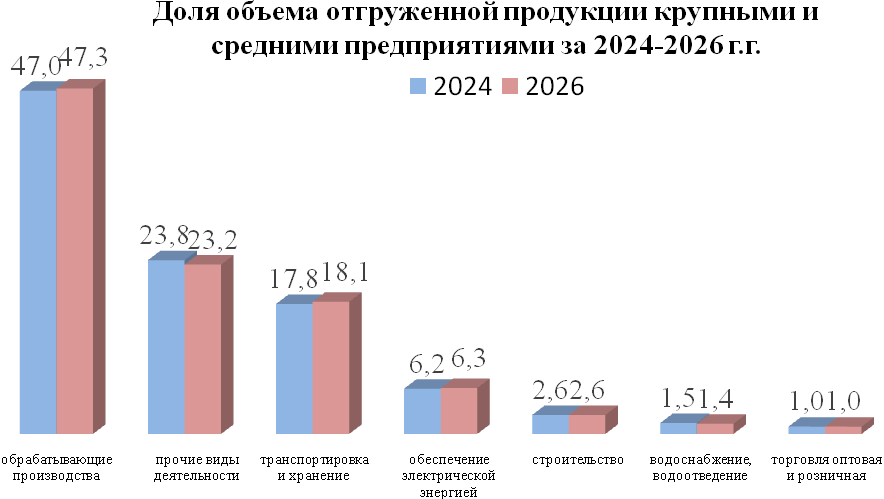 Доля объема отгруженной продукции крупными и
средними предприятиями за 2024-2026 г.г.
2024 2026
47,0 47,3
23,8 23,2
17,8 18,1
6,2 6,3
2,6 2,6
1,5 1,4
1,0 1,0
обрабатывающие
производства
прочие виды
деятельности
транспортировка
и хранение
обеспечение
электрической
энергией
строительство
водоснабжение,
водоотведение
торговля оптовая
и розничная